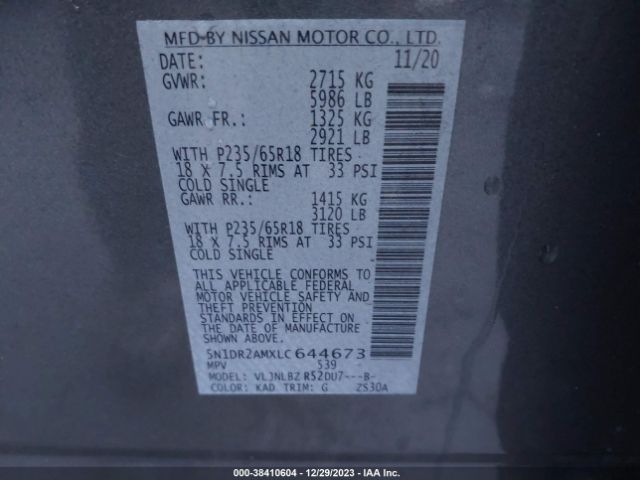 MFD BY NISSAN MOTOR CO., LTD.
DATE: 11/20
GVWR: 2715 KG
5986 LB
GAWR FR.: 1325 KG
2921 LB
WITH P235/65R18 TIRES
18 X 7.5 RIMS AT 33 PSI
COLD SINGLE
GAWR RR.: 1415 KG
3120 LB
WITH P235/65R18 TIRES
18 X 7.5 RIMS AT 33 PSI
COLD SINGLE
THIS VEHICLE CONFORMS TO
ALL APPLICABLE FEDERAL
MOTOR VEHICLE SAFETY AND
THEFT PREVENTION
STANDARDS IN EFFECT ON
THE DATE OF MANUFACTURE
SHOWN ABOVE.
5N1DR2AMXLC644673
MPV 539
MODEL: VLJNLBZ R52DU7---B-
COLOR: KAD TRIM: G ZS30A
000-38410604 • 12/29/2023 • IAA Inc.